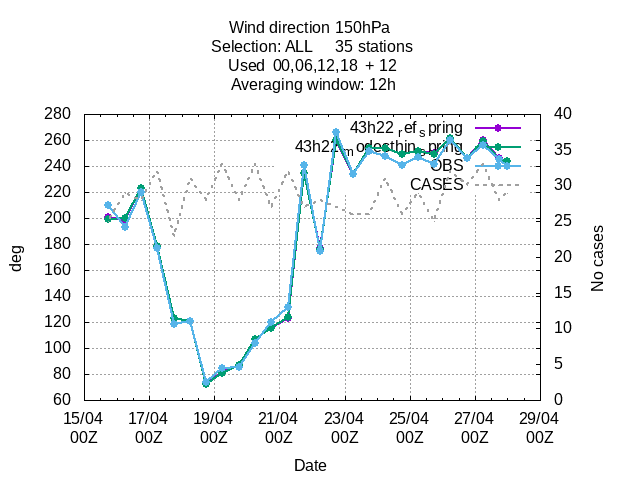 Wind direction 150hPa
Selection: ALL 35 stations
Used 00,06,12,18 + 12
Averaging window: 12h
43h22refspring
OBS
CASES
280
260
240
220
200
180
160
140
120
100
80
60
40
35
30
25
20
15
10
5
0
deg
No cases
15/04 17/04 19/04 21/04 23/04 25/04 27/04 29/04
00Z 00Z 00Z 00Z 00Z 00Z 00Z 00Z
Date